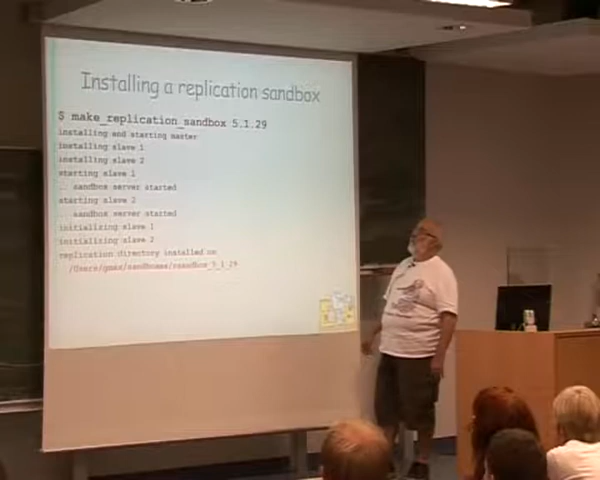 Installing a replication sandbox
$ make_replication_sandbox 5.1.29
installing and starting master
installing slave 1
installing slave 2
starting slave 1
.. sandbox server started
starting slave 2
.. sandbox server started
initializing slave 1
initializing slave 2
replication directory installed on
/Users/gmax/sandboxes/rsandbox_5_1_29